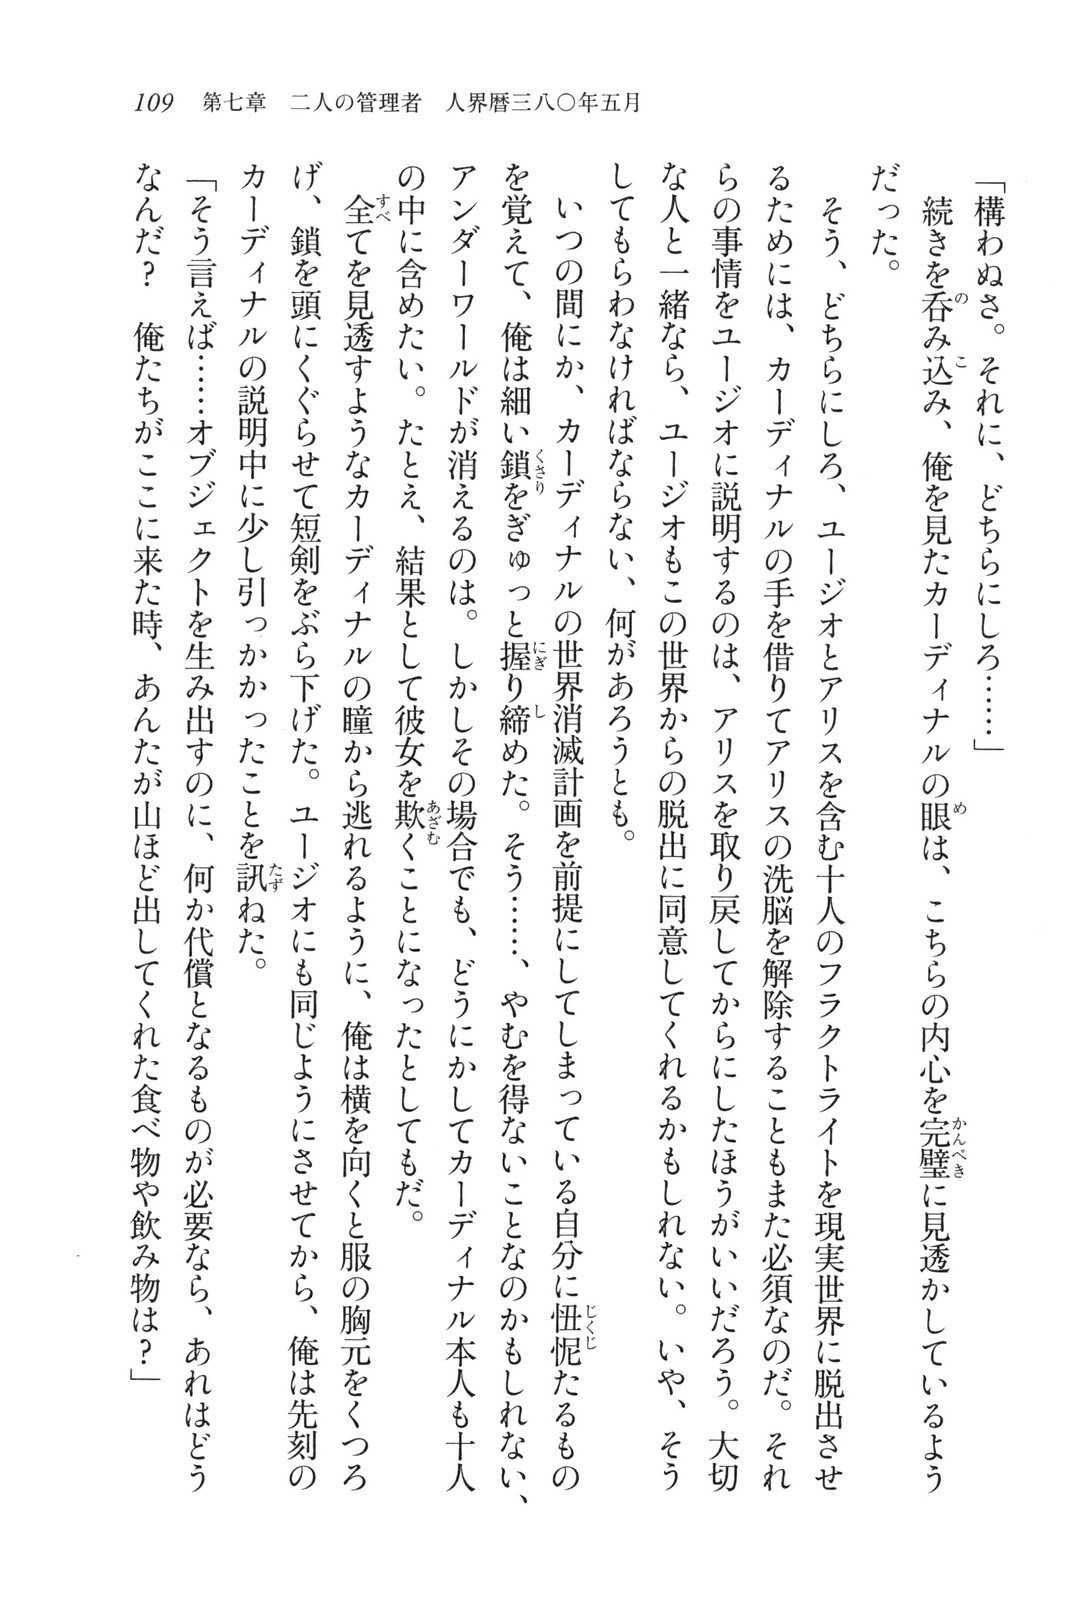 109　第七章　二人の管理者　人界暦三八〇年五月
「構わぬさ。それに、どちらにしろ……」
　続きを呑み込み、俺を見たカーディナルの眼は、こちらの内心を完璧に見透かしているよう
だった。
　そう、どちらにしろ、ユージオとアリスを含む十人のフラクトライトを現実世界に脱出させ
るためには、カーディナルの手を借りてアリスの洗脳を解除することもまた必須なのだ。それ
らの事情をユージオに説明するのは、アリスを取り戻してからにしたほうがいいだろう。大切
な人と一緒なら、ユージオもこの世界からの脱出に同意してくれるかもしれない。いや、そう
してもらわなければならない、何があろうとも。
　いつの間にか、カーディナルの世界消滅計画を前提にしてしまっている自分に忸怩たるもの
を覚えて、俺は細い鎖をぎゅっと握り締めた。そう……、やむを得ないことなのかもしれない、
アンダーワールドが消えるのは。しかしその場合でも、どうにかしてカーディナル本人も十人
の中に含めたい。たとえ、結果として彼女を欺くことになったとしてもだ。
　全てを見透すようなカーディナルの瞳から逃れるように、俺は横を向くと服の胸元をくつろ
げ、鎖を頭にくぐらせて短剣をぶら下げた。ユージオにも同じようにさせてから、俺は先刻の
カーディナルの説明中に少し引っかかったことを訊ねた。
「そう言えば……オブジェクトを生み出すのに、何か代償となるものが必要なら、あれはどう
なんだ？　俺たちがここに来た時、あんたが山ほど出してくれた食べ物や飲み物は？」